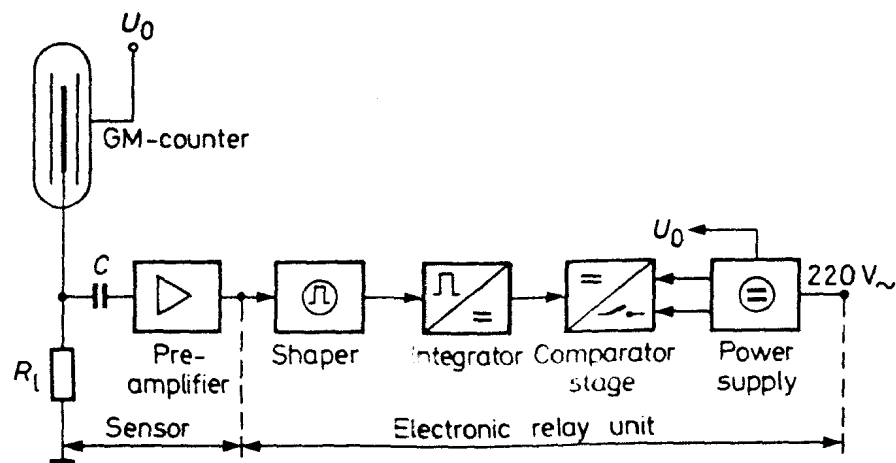 U₀
GM-counter
C
U₀
220 V~
Pre-
amplifier
Shaper
Integrator
Comparator
stage
Power
supply
Rₗ
Sensor
Electronic relay unit